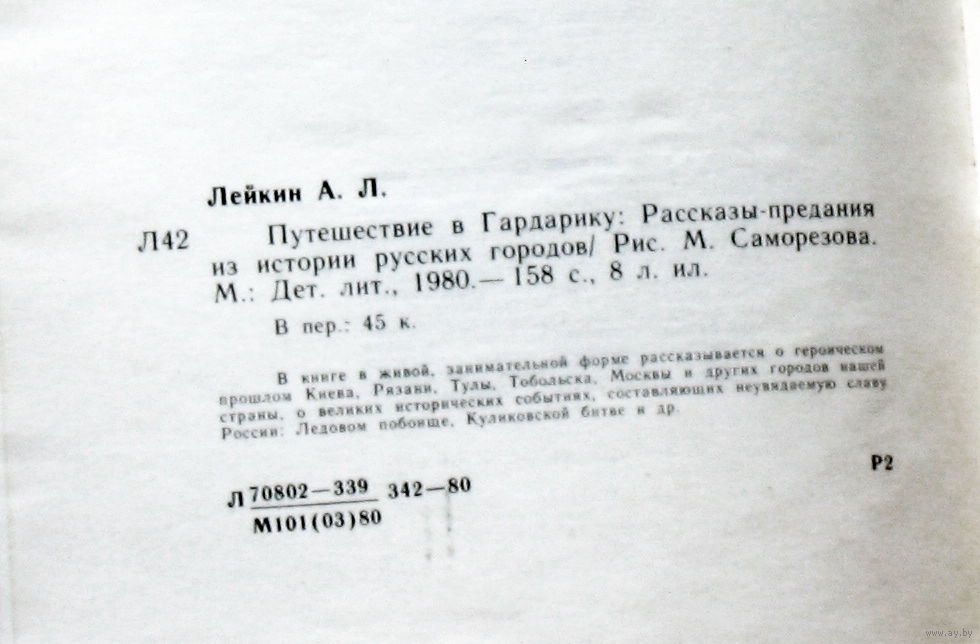 Лейкин А. Л.
Л42 Путешествие в Гардарику: Рассказы-предания
из истории русских городов/ Рис. М. Саморезова.
М.: Дет. лит., 1980.— 158 с., 8 л. ил.
В пер.: 45 к.
В книге в живой, занимательной форме рассказывается о героическом
прошлом Киева, Рязани, Тулы, Тобольска, Москвы и других городов нашей
страны, о великих исторических событиях, составляющих неувядаемую славу
России: Ледовом побоище, Куликовской битве и др.
Л 70802—339 342—80
М101(03)80
Р2
www.ay.by